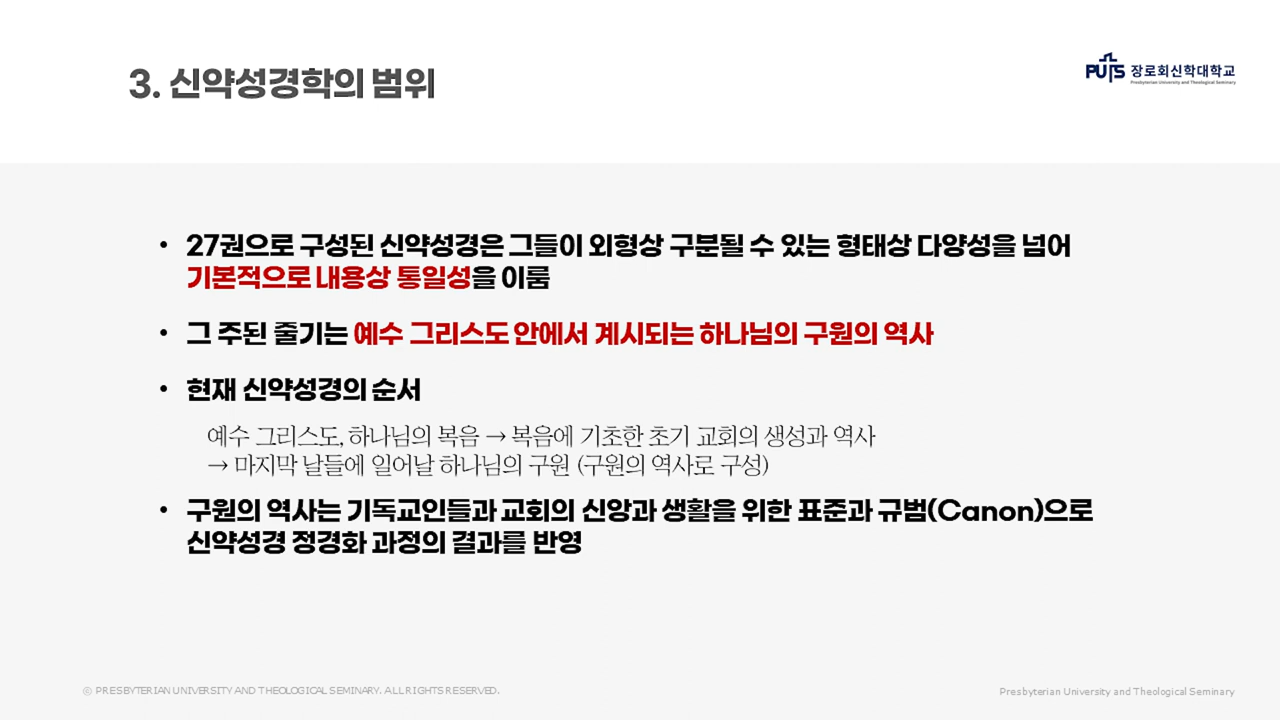 3. 신약성경학의 범위
PUTS 장로회신학대학교
Presbyterian University and Theological Seminary
• 27권으로 구성된 신약성경은 그들이 외형상 구분될 수 있는 형태상 다양성을 넘어
기본적으로 내용상 통일성을 이룸
• 그 주된 줄기는 예수 그리스도 안에서 계시되는 하나님의 구원의 역사
• 현재 신약성경의 순서
예수 그리스도, 하나님의 복음 → 복음에 기초한 초기 교회의 생성과 역사
→ 마지막 날들에 일어날 하나님의 구원 (구원의 역사로 구성)
• 구원의 역사는 기독교인들과 교회의 신앙과 생활을 위한 표준과 규범(Canon)으로
신약성경 정경화 과정의 결과를 반영
© PRESBYTERIAN UNIVERSITY AND THEOLOGICAL SEMINARY. ALL RIGHTS RESERVED.
Presbyterian University and Theological Seminary